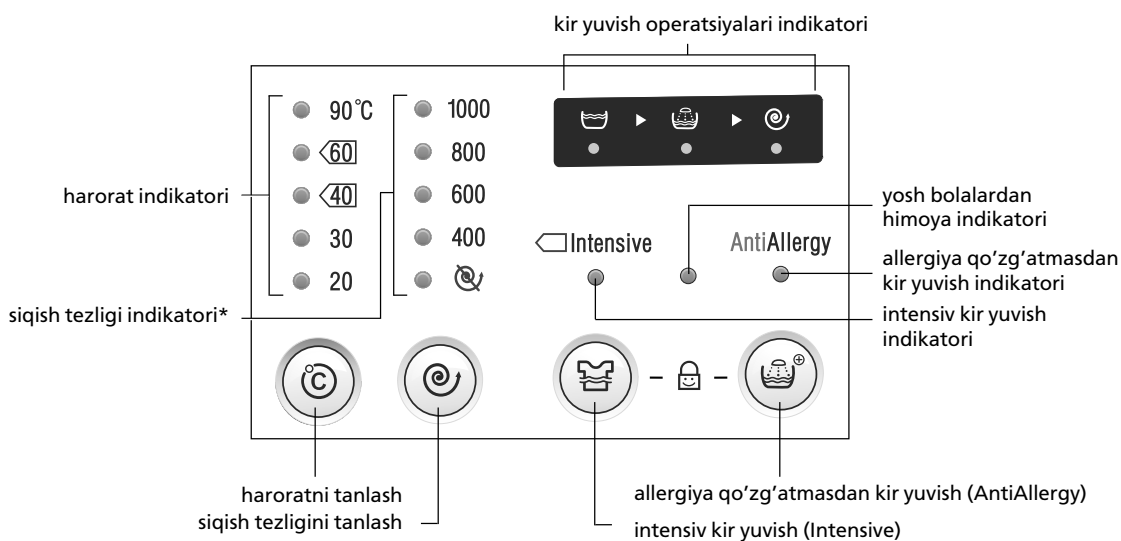 kir yuvish operatsiyalari indikatori
90°C
60
40
30
20
1000
800
600
400
harorat indikatori
siqish tezligi indikatori*
Intensive
AntiAllergy
yosh bolalardan
himoya indikatori
allergiya qo’zg’atmasdan
kir yuvish indikatori
intensiv kir yuvish
indikatori
°C
haroratni tanlash
siqish tezligini tanlash
allergiya qo’zg’atmasdan kir yuvish (AntiAllergy)
intensiv kir yuvish (Intensive)